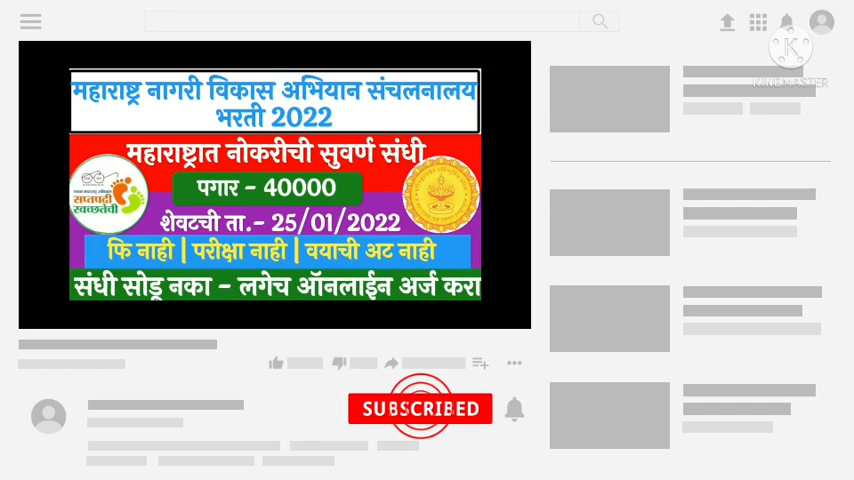 KINEMASTER
महाराष्ट्र नागरी विकास अभियान संचलनालय
भरती 2022
महाराष्ट्रात नोकरीची सुवर्ण संधी
पगार - 40000
सप्तपदी
स्वच्छतेची
शेवटची ता.- 25/01/2022
फि नाही | परीक्षा नाही | वयाची अट नाही
संधी सोडू नका - लगेच ऑनलाईन अर्ज करा
SUBSCRIBED